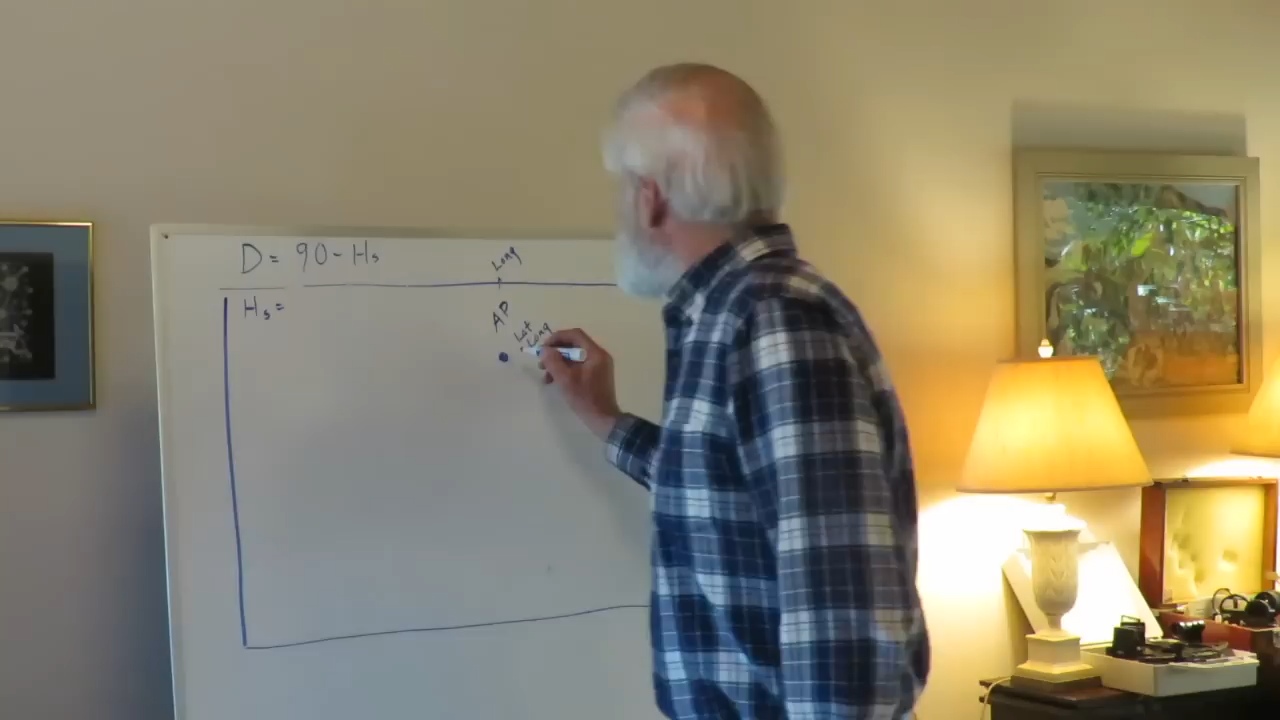 D = 90 - Hs
Long
Hs =
AP
Lat
Long